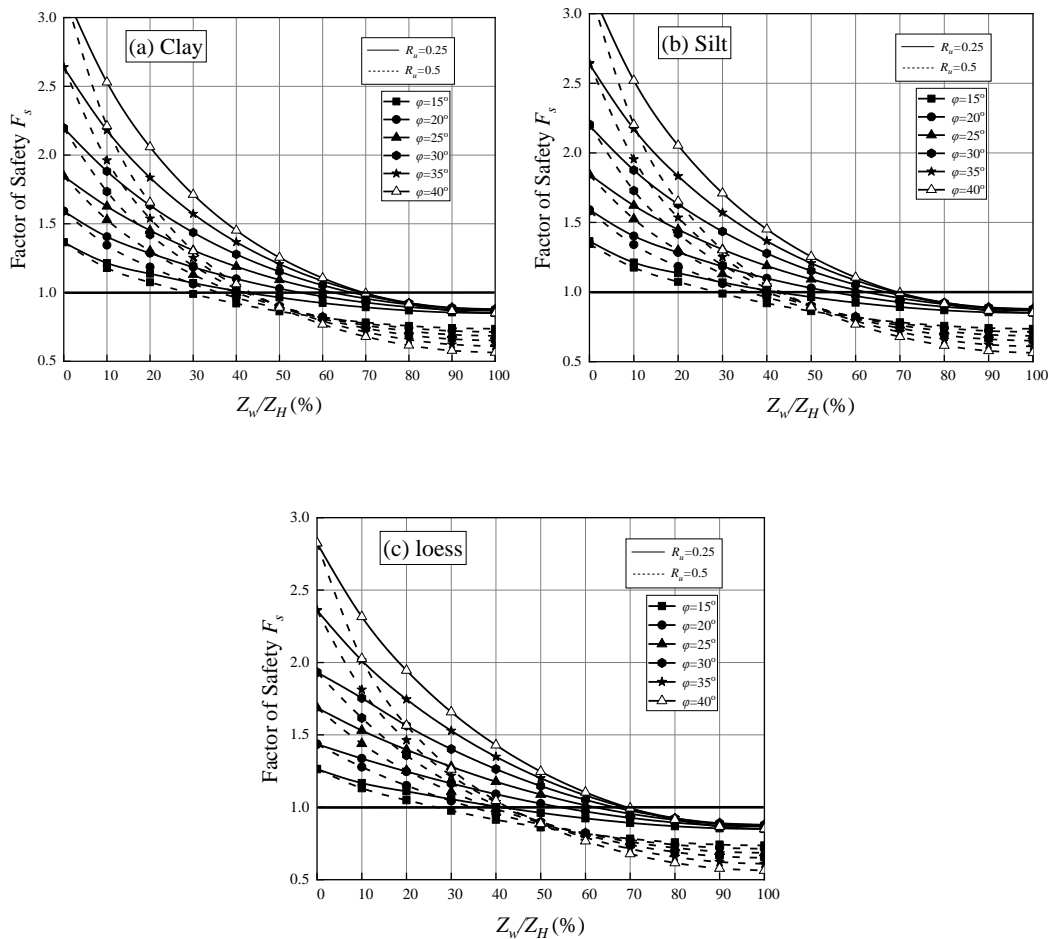 (a) Clay
Factor of Safety F_s
3.0
2.5
2.0
1.5
1.0
0.5
R_u=0.25
R_u=0.5
φ=15°
φ=20°
φ=25°
φ=30°
φ=35°
φ=40°
0 10 20 30 40 50 60 70 80 90 100
Z_w/Z_H (%)
(b) Silt
Factor of Safety F_s
3.0
2.5
2.0
1.5
1.0
0.5
R_u=0.25
R_u=0.5
φ=15°
φ=20°
φ=25°
φ=30°
φ=35°
φ=40°
0 10 20 30 40 50 60 70 80 90 100
Z_w/Z_H (%)
(c) loess
Factor of Safety F_s
3.0
2.5
2.0
1.5
1.0
0.5
R_u=0.25
R_u=0.5
φ=15°
φ=20°
φ=25°
φ=30°
φ=35°
φ=40°
0 10 20 30 40 50 60 70 80 90 100
Z_w/Z_H (%)